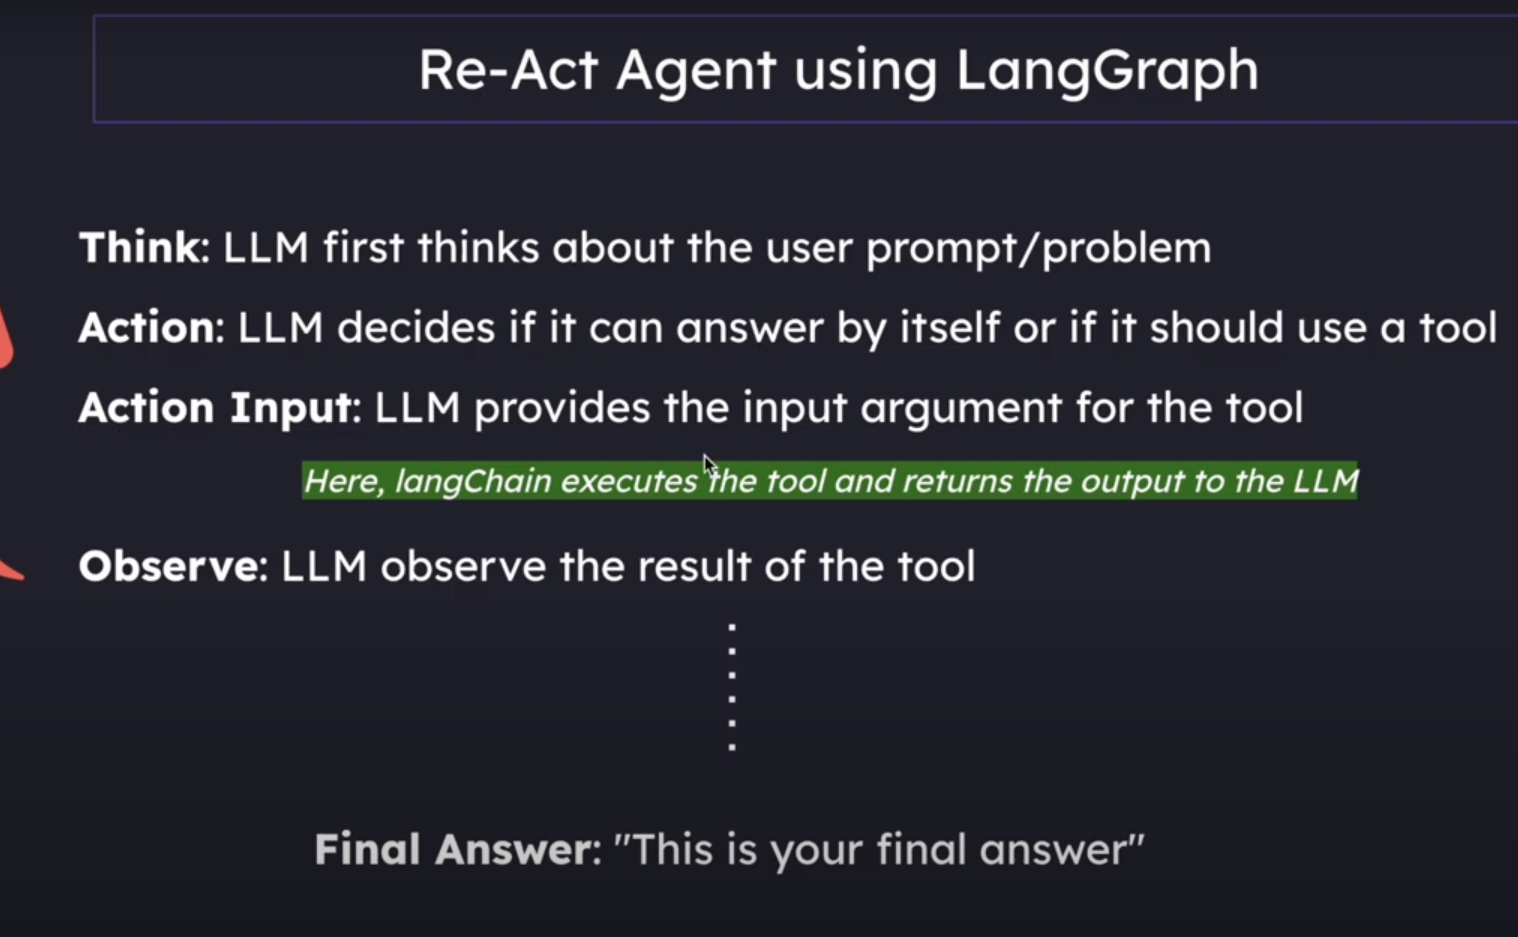 Re-Act Agent using LangGraph
Think: LLM first thinks about the user prompt/problem
Action: LLM decides if it can answer by itself or if it should use a tool
Action Input: LLM provides the input argument for the tool
Here, langChain executes the tool and returns the output to the LLM
Observe: LLM observe the result of the tool
Final Answer: "This is your final answer"